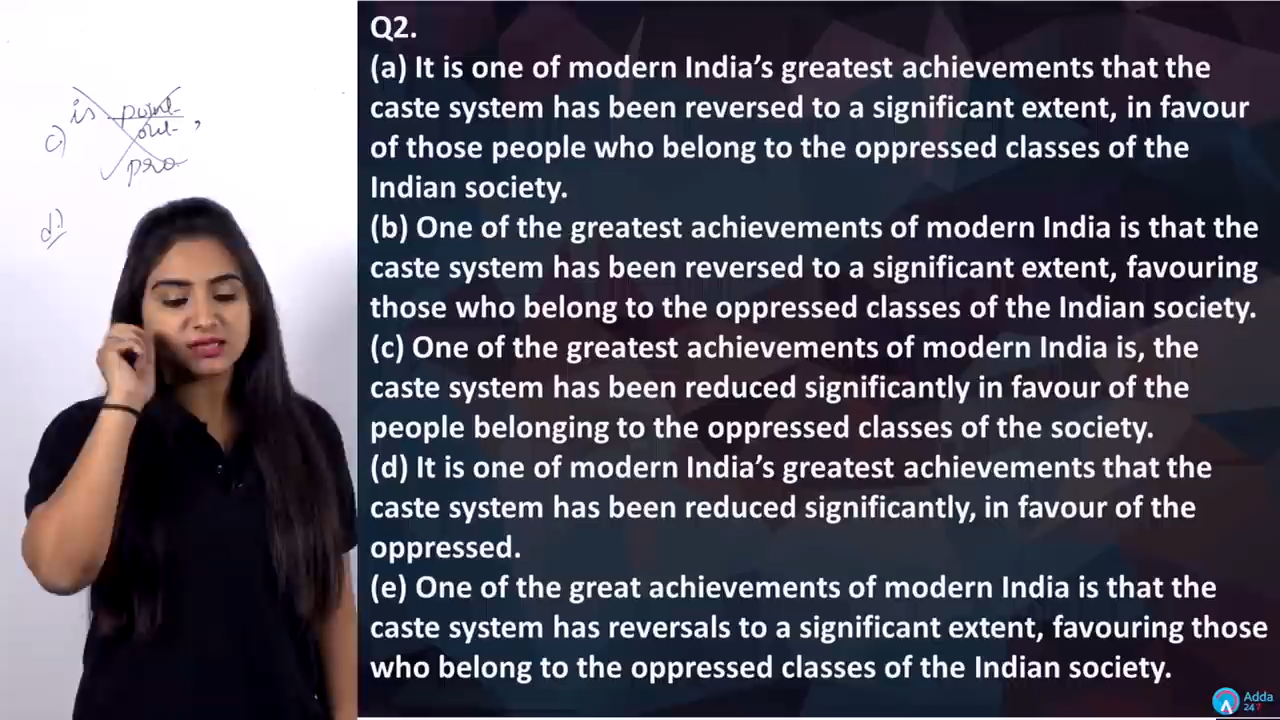 c) is point
out ,
pro
d)
Q2.
(a) It is one of modern India’s greatest achievements that the
caste system has been reversed to a significant extent, in favour
of those people who belong to the oppressed classes of the
Indian society.
(b) One of the greatest achievements of modern India is that the
caste system has been reversed to a significant extent, favouring
those who belong to the oppressed classes of the Indian society.
(c) One of the greatest achievements of modern India is, the
caste system has been reduced significantly in favour of the
people belonging to the oppressed classes of the society.
(d) It is one of modern India’s greatest achievements that the
caste system has been reduced significantly, in favour of the
oppressed.
(e) One of the great achievements of modern India is that the
caste system has reversals to a significant extent, favouring those
who belong to the oppressed classes of the Indian society.
Adda
247